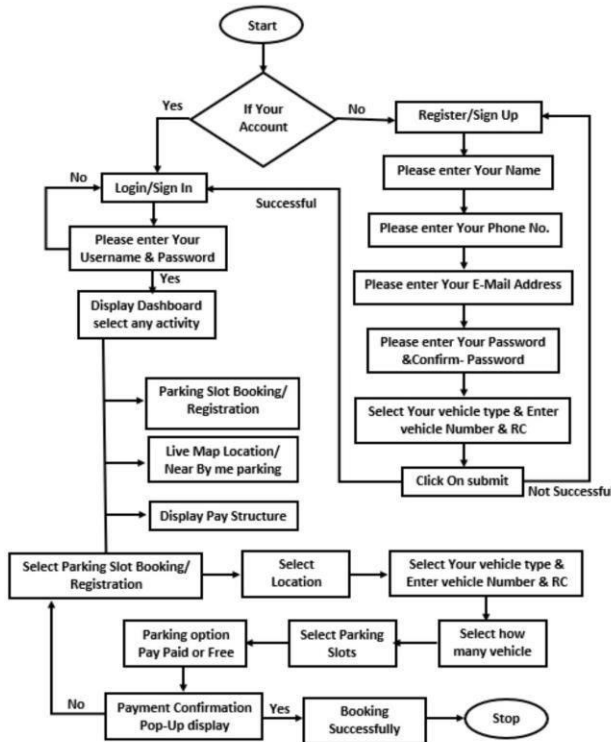 Start
If Your
Account
Yes
No
Register/Sign Up
Please enter Your Name
Please enter Your Phone No.
Please enter Your E-Mail Address
Please enter Your Password
&Confirm- Password
Select Your vehicle type & Enter
vehicle Number & RC
Click On submit
Not Successful
Successful
No
Login/Sign In
Please enter Your
Username & Password
Yes
Display Dashboard
select any activity
Parking Slot Booking/
Registration
Live Map Location/
Near By me parking
Display Pay Structure
Select Parking Slot Booking/
Registration
Select
Location
Select Your vehicle type &
Enter vehicle Number & RC
Select how
many vehicle
Select Parking
Slots
Parking option
Pay Paid or Free
Payment Confirmation
Pop-Up display
No
Yes
Booking
Successfully
Stop